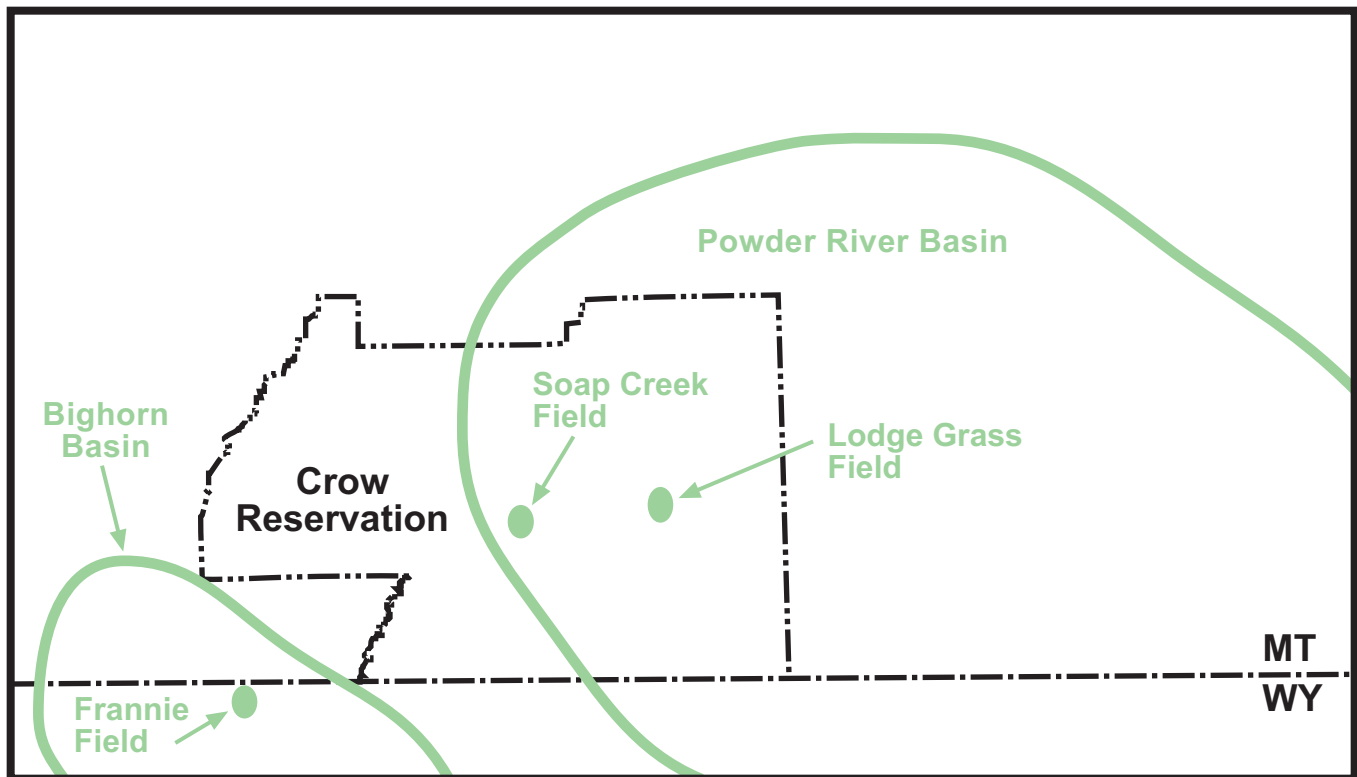 Powder River Basin
Soap Creek
Field
Bighorn
Basin
Lodge Grass
Field
Crow
Reservation
MT
WY
Frannie
Field